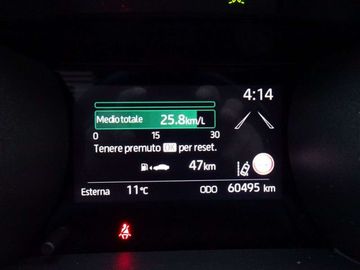 4:14
Medio totale 25.8km/L
0 15 30
Tenere premuto OK per reset.
47km
Esterna 11°C ODO 60495 km